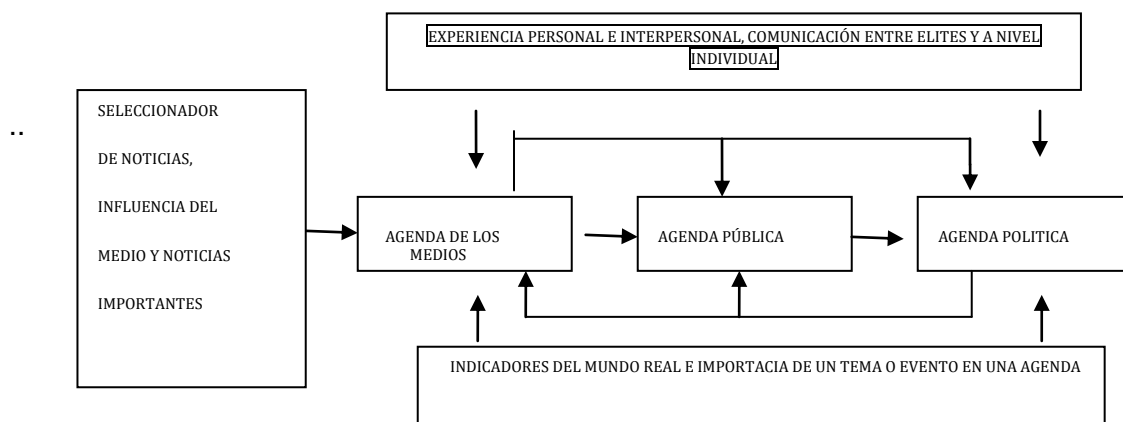 EXPERIENCIA PERSONAL E INTERPERSONAL, COMUNICACIÓN ENTRE ELITES Y A NIVEL
INDIVIDUAL
..
SELECCIONADOR
DE NOTICIAS,
INFLUENCIA DEL
MEDIO Y NOTICIAS
IMPORTANTES
AGENDA DE LOS
MEDIOS
AGENDA PÚBLICA
AGENDA POLITICA
INDICADORES DEL MUNDO REAL E IMPORTACIA DE UN TEMA O EVENTO EN UNA AGENDA